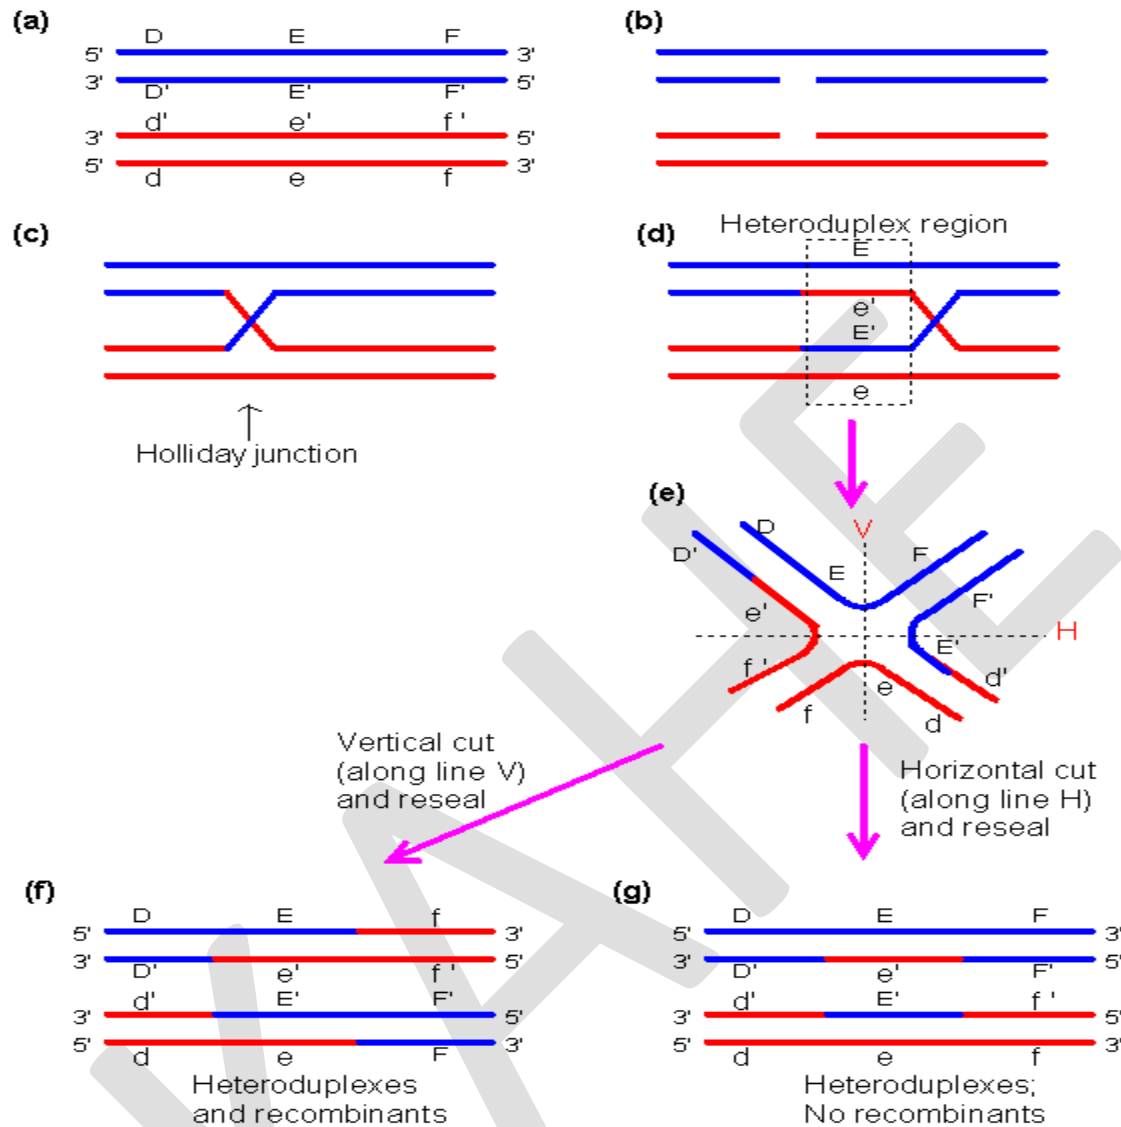 (a)
D E F
5' 3'
3' 5'
D' E' F'
d' e' f '
3' 5'
5' 3'
d e f
(b)
(c)
Holliday junction
(d)
Heteroduplex region
E
e'
E'
e
(e)
D V
D' E F
F'
e' H
E'
f ' d'
e
f d
Vertical cut
(along line V)
and reseal
Horizontal cut
(along line H)
and reseal
(f)
D E f
5' 3'
3' 5'
D' e' f '
d' E' F'
3' 5'
5' 3'
d e F
Heteroduplexes
and recombinants
(g)
D E F
5' 3'
3' 5'
D' e' F'
d' E' f '
3' 5'
5' 3'
d e f
Heteroduplexes;
No recombinants